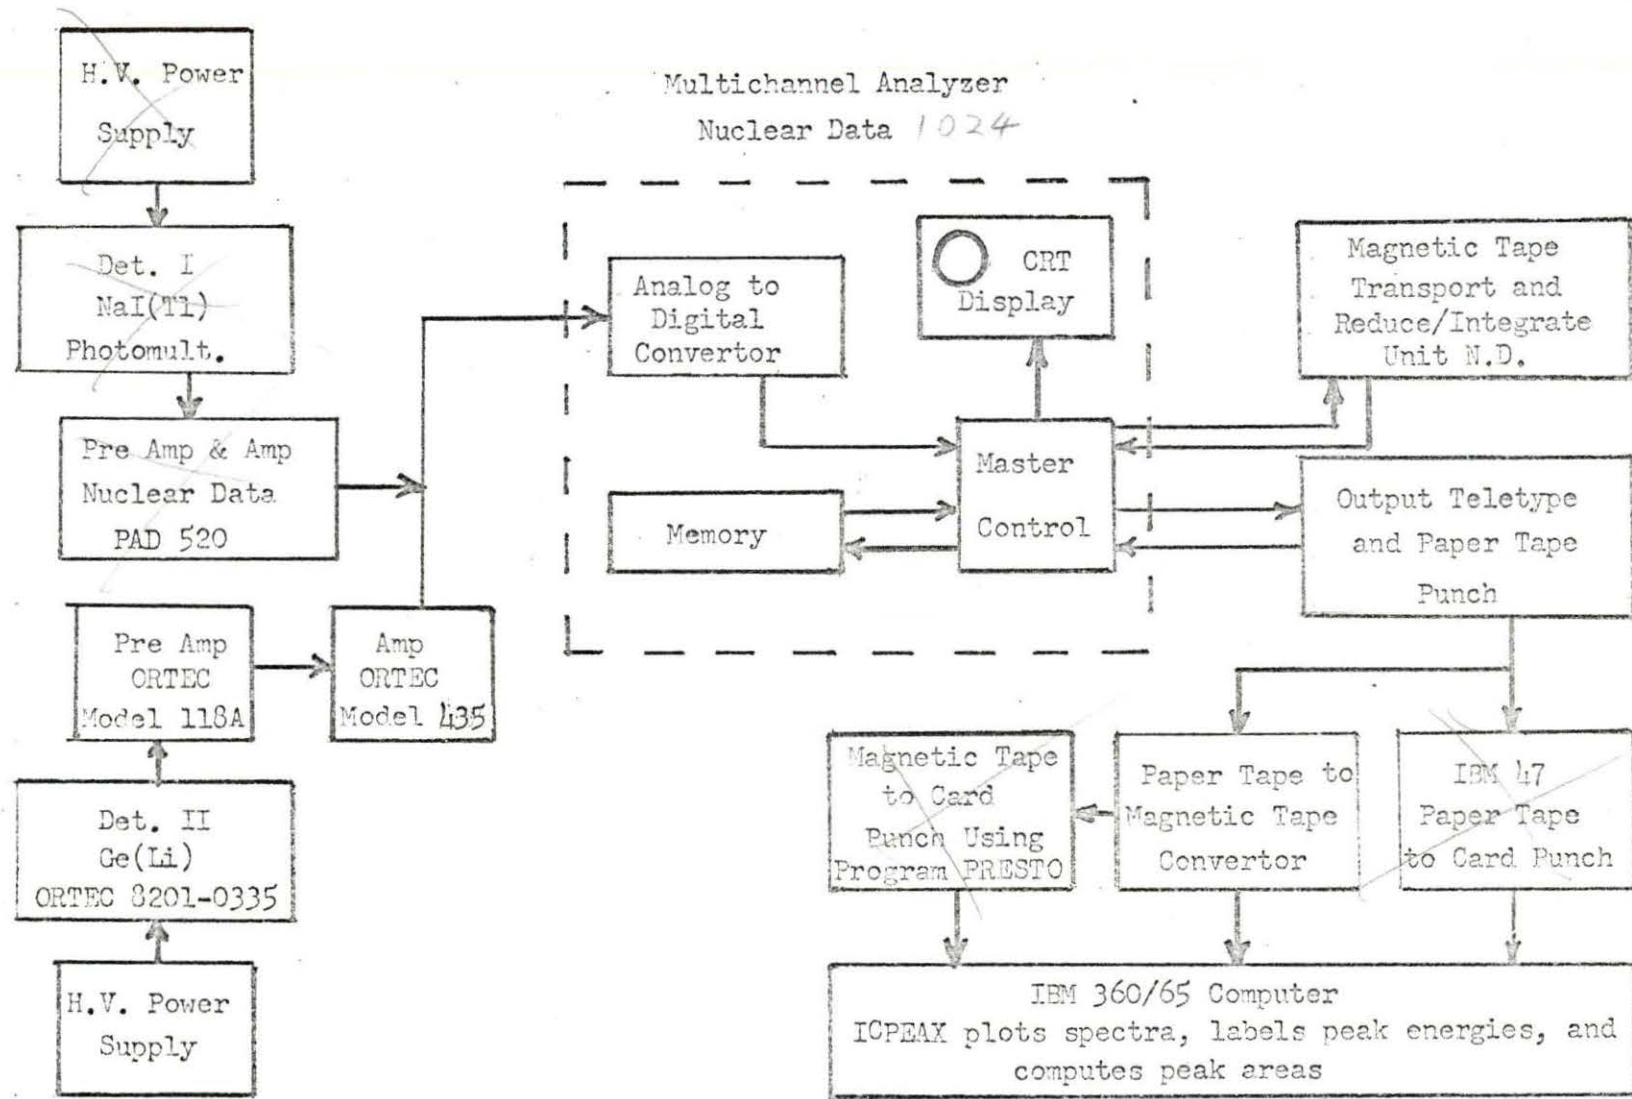 H.V. Power
Supply
Det. I
NaI(Tl)
Photomult.
Pre Amp & Amp
Nuclear Data
PAD 520
Pre Amp
ORTEC
Model 118A
Amp
ORTEC
Model 435
Det. II
Ge(Li)
ORTEC 8201-0335
H.V. Power
Supply
Multichannel Analyzer
Nuclear Data 1024
Analog to
Digital
Convertor
CRT
Display
Memory
Master
Control
Magnetic Tape
Transport and
Reduce/Integrate
Unit N.D.
Output Teletype
and Paper Tape
Punch
Magnetic Tape
to Card
Punch Using
Program PRESTO
Paper Tape to
Magnetic Tape
Convertor
IBM 47
Paper Tape
to Card Punch
IBM 360/65 Computer
ICPEAX plots spectra, labels peak energies, and
computes peak areas